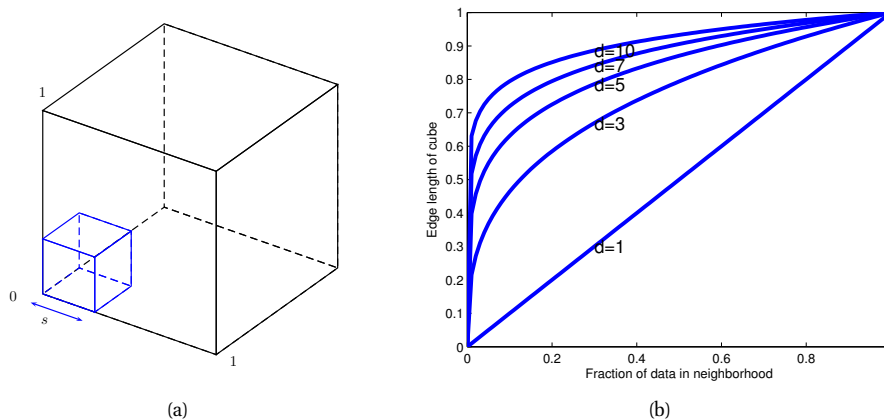 1
0
s
1
(a)
1
0.9
0.8
0.7
0.6
0.5
0.4
0.3
0.2
0.1
0
Edge length of cube
d=10
d=7
d=5
d=3
d=1
0 0.2 0.4 0.6 0.8
Fraction of data in neighborhood
(b)